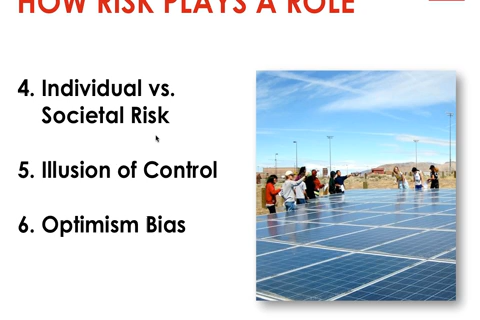 HOW RISK PLAYS A ROLE
4. Individual vs.
Societal Risk
5. Illusion of Control
6. Optimism Bias